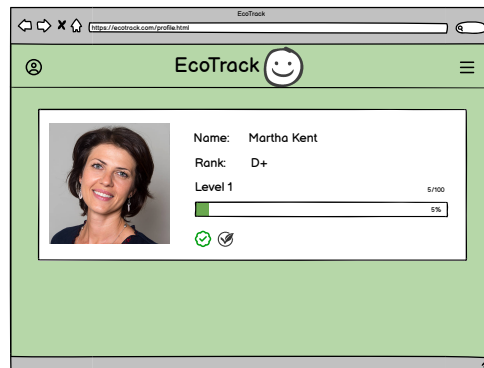 EcoTrack
https://ecotrack.com/profile.html
EcoTrack
Name: Martha Kent
Rank: D+
Level 1
5/100
5%